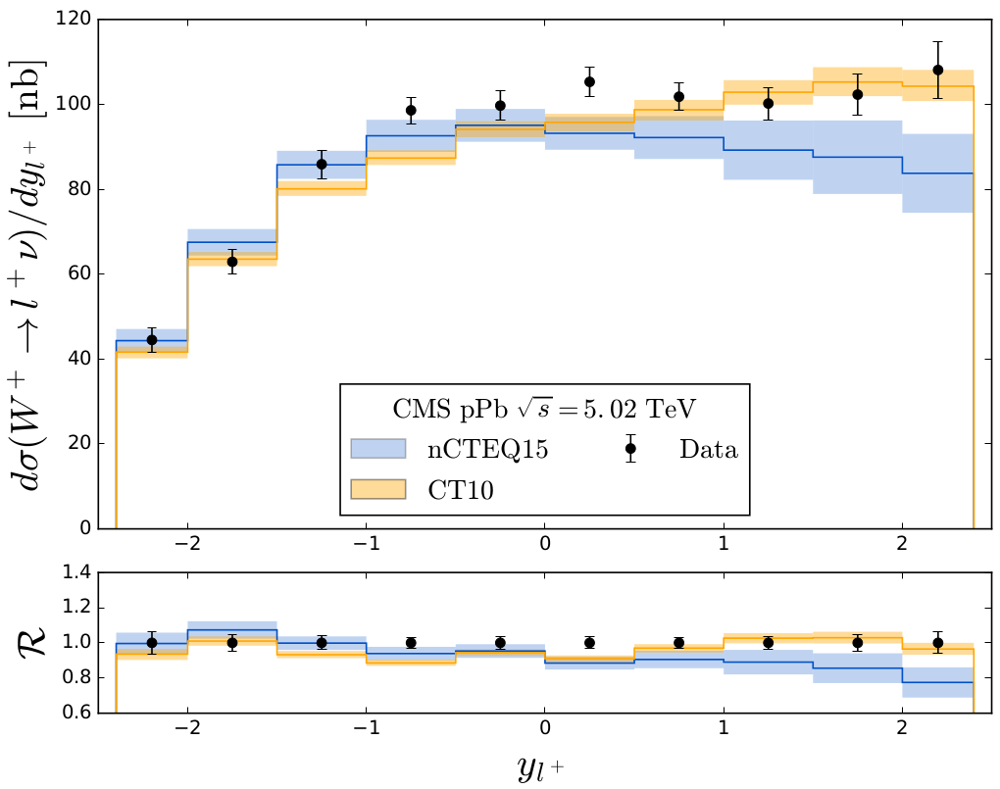 dσ(W⁺ → l⁺ ν)/dy_{l⁺} [nb]
120
100
80
60
40
20
0
CMS pPb √s = 5.02 TeV
nCTEQ15 Data
CT10
−2 −1 0 1 2
R
1.4
1.2
1.0
0.8
0.6
−2 −1 0 1 2
y_{l⁺}